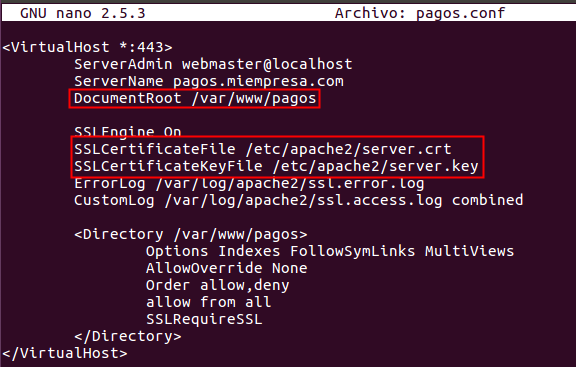 GNU nano 2.5.3 Archivo: pagos.conf
<VirtualHost *:443>
ServerAdmin webmaster@localhost
ServerName pagos.miempresa.com
DocumentRoot /var/www/pagos
SSLEngine On
SSLCertificateFile /etc/apache2/server.crt
SSLCertificateKeyFile /etc/apache2/server.key
ErrorLog /var/log/apache2/ssl.error.log
CustomLog /var/log/apache2/ssl.access.log combined
<Directory /var/www/pagos>
Options Indexes FollowSymLinks MultiViews
AllowOverride None
Order allow,deny
allow from all
SSLRequireSSL
</Directory>
</VirtualHost>